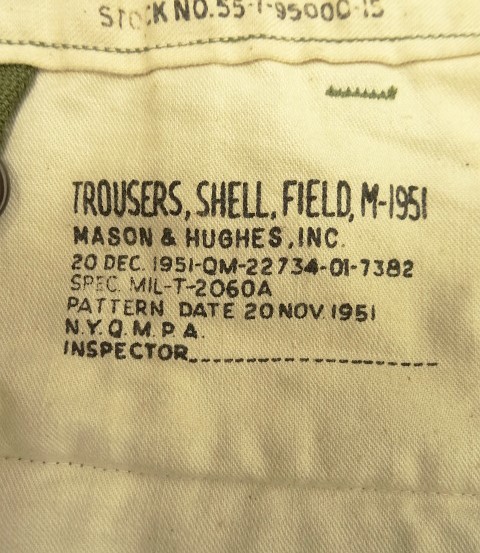 STOCK NO. 55-T-95000-15
TROUSERS, SHELL, FIELD, M-1951
MASON & HUGHES, INC.
20 DEC. 1951-QM-22734-01-7382
SPEC. MIL-T-2060A
PATTERN DATE 20 NOV. 1951
N.Y.Q.M.P.A.
INSPECTOR